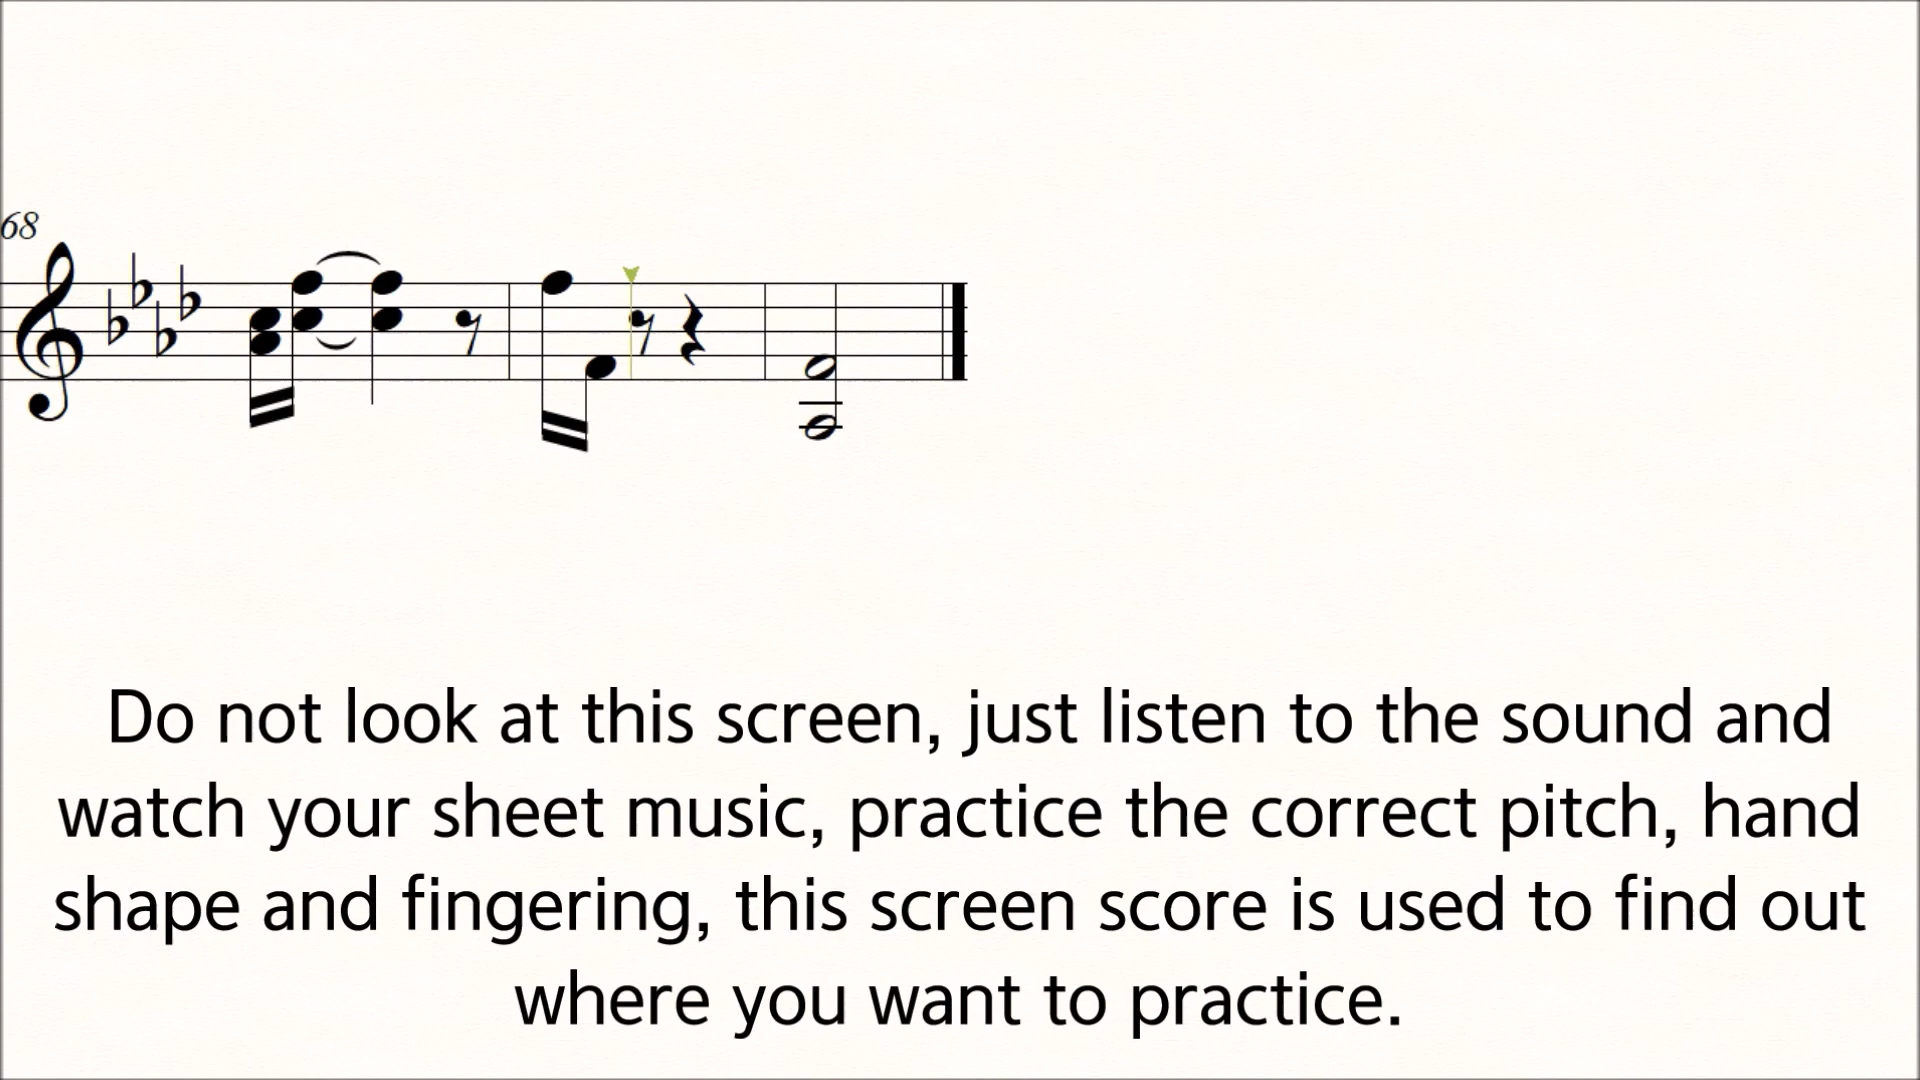 68
Do not look at this screen, just listen to the sound and
watch your sheet music, practice the correct pitch, hand
shape and fingering, this screen score is used to find out
where you want to practice.